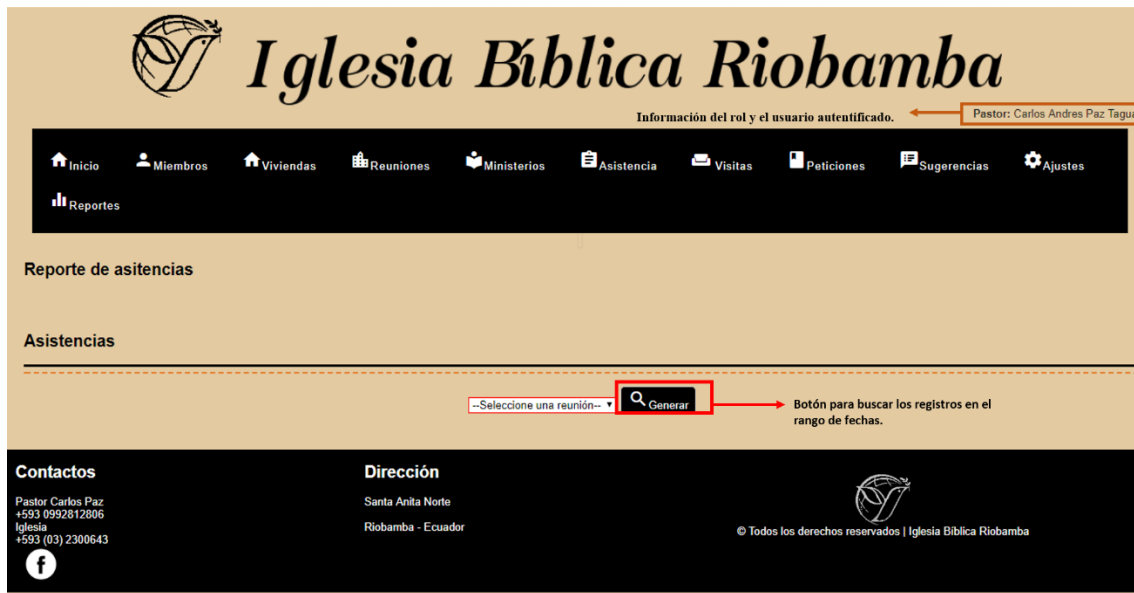 Iglesia Bíblica Riobamba
Información del rol y el usuario autentificado.
Pastor: Carlos Andres Paz Tagua
Inicio
Miembros
Viviendas
Reuniones
Ministerios
Asistencia
Visitas
Peticiones
Sugerencias
Ajustes
Reportes
Reporte de asitencias
Asistencias
--Seleccione una reunión--
Generar
Botón para buscar los registros en el
rango de fechas.
Contactos
Pastor Carlos Paz
+593 0992812806
Iglesia
+593 (03) 2300643
Dirección
Santa Anita Norte
Riobamba - Ecuador
© Todos los derechos reservados | Iglesia Bíblica Riobamba